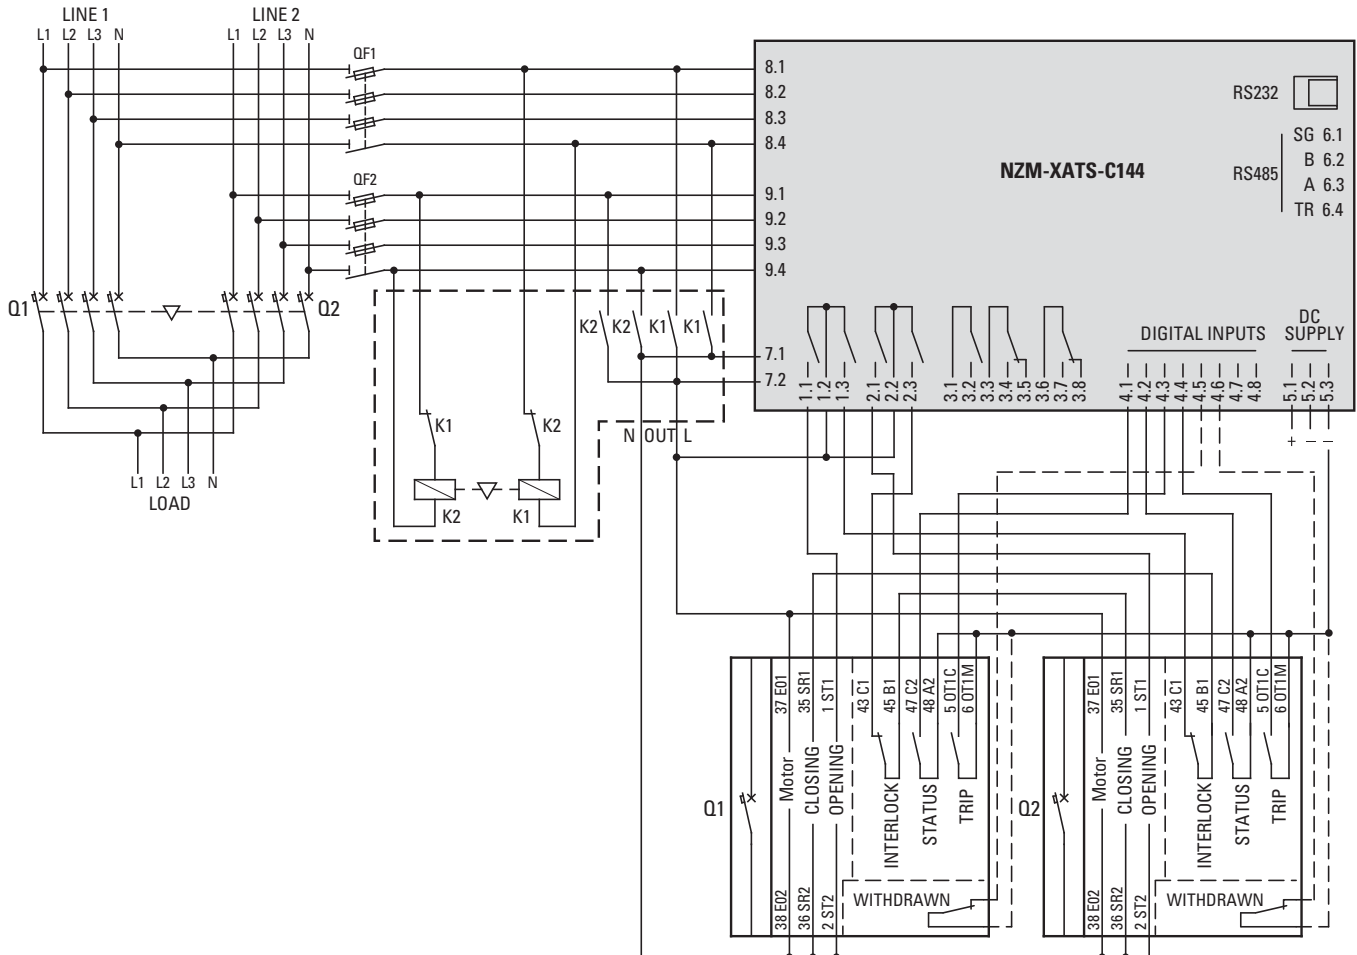 LINE 1
LINE 2
L1 L2 L3 N
L1 L2 L3 N
QF1
8.1
8.2
8.3
8.4
RS232
SG 6.1
B 6.2
RS485
A 6.3
TR 6.4
NZM-XATS-C144
QF2
9.1
9.2
9.3
9.4
Q1
Q2
K2 K2 K1 K1
7.1
7.2
DIGITAL INPUTS
DC
SUPPLY
1.1
1.2
1.3
2.1
2.2
2.3
3.1
3.2
3.3
3.4
3.5
3.6
3.7
3.8
4.1
4.2
4.3
4.4
4.5
4.6
4.7
4.8
5.1
5.2
5.3
+ – –
K1
K2
N OUT L
L1 L2 L3 N
LOAD
K2
K1
37 E01
35 SR1
1 ST1
43 C1
45 B1
47 C2
48 A2
5 OT1C
6 OT1M
Q1
Motor
CLOSING
OPENING
INTERLOCK
STATUS
TRIP
WITHDRAWN
38 E02
36 SR2
2 ST2
37 E01
35 SR1
1 ST1
43 C1
45 B1
47 C2
48 A2
5 OT1C
6 OT1M
Q2
Motor
CLOSING
OPENING
INTERLOCK
STATUS
TRIP
WITHDRAWN
38 E02
36 SR2
2 ST2